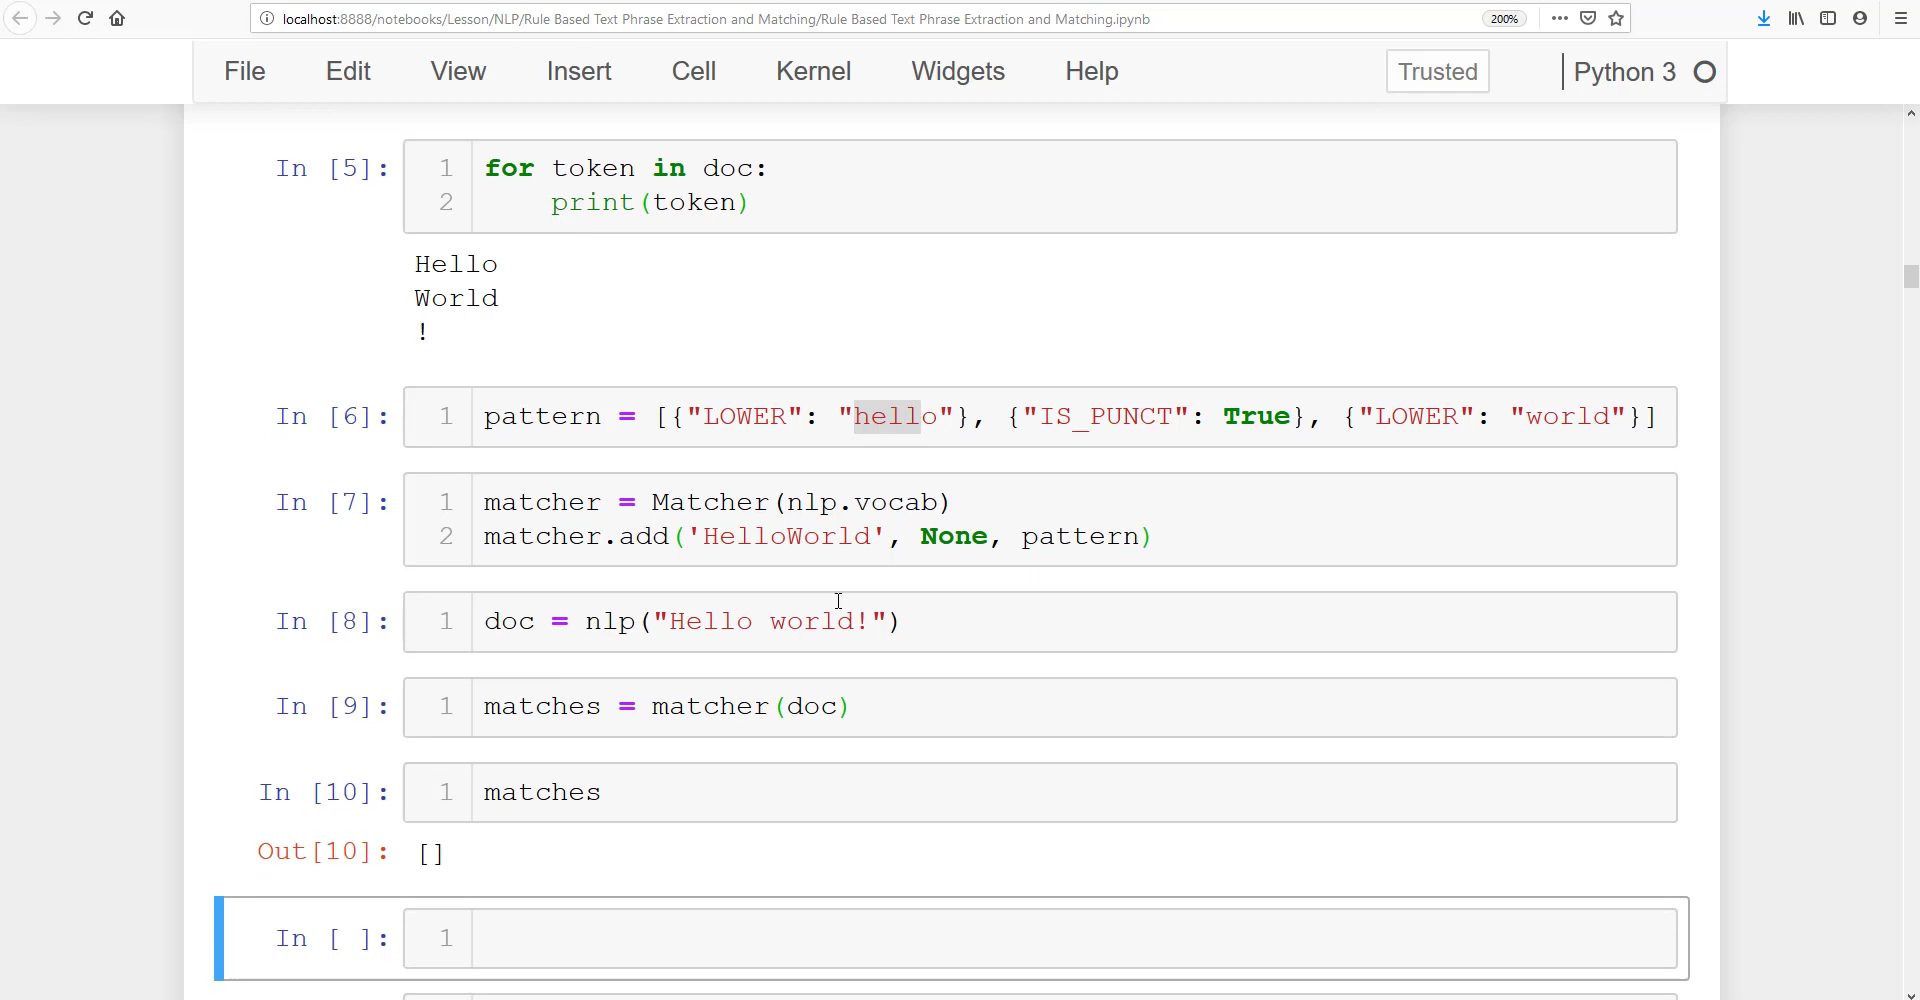 localhost:8888/notebooks/Lesson/NLP/Rule Based Text Phrase Extraction and Matching/Rule Based Text Phrase Extraction and Matching.ipynb 200%
File Edit View Insert Cell Kernel Widgets Help Trusted Python 3
In [5]: 1 for token in doc:
2 print(token)
Hello
World
!
In [6]: 1 pattern = [{"LOWER": "hello"}, {"IS_PUNCT": True}, {"LOWER": "world"}]
In [7]: 1 matcher = Matcher(nlp.vocab)
2 matcher.add('HelloWorld', None, pattern)
In [8]: 1 doc = nlp("Hello world!")
In [9]: 1 matches = matcher(doc)
In [10]: 1 matches
Out[10]: []
In [ ]: 1